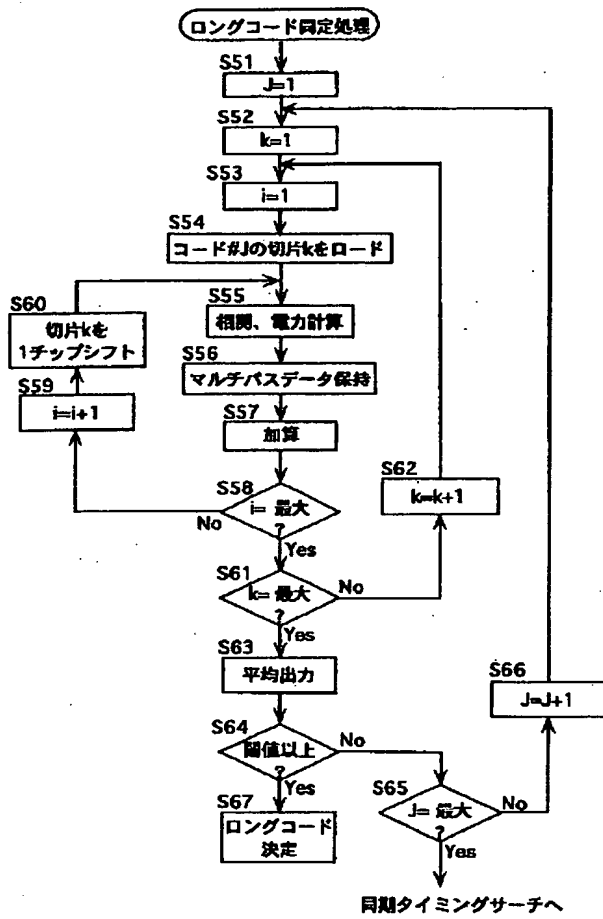 ロングコード同定処理
S51
J=1
S52
k=1
S53
i=1
S54
コード#Jの切片kをロード
S60
切片kを
1チップシフト
S55
相関、電力計算
S56
マルチパスデータ保持
S59
i=i+1
S57
加算
S62
k=k+1
S58
i= 最大
?
No
Yes
S61
k= 最大
?
No
Yes
S63
平均出力
S66
J=J+1
S64
閾値以上
?
No
Yes
S65
J= 最大
?
No
Yes
S67
ロングコード
決定
同期タイミングサーチへ